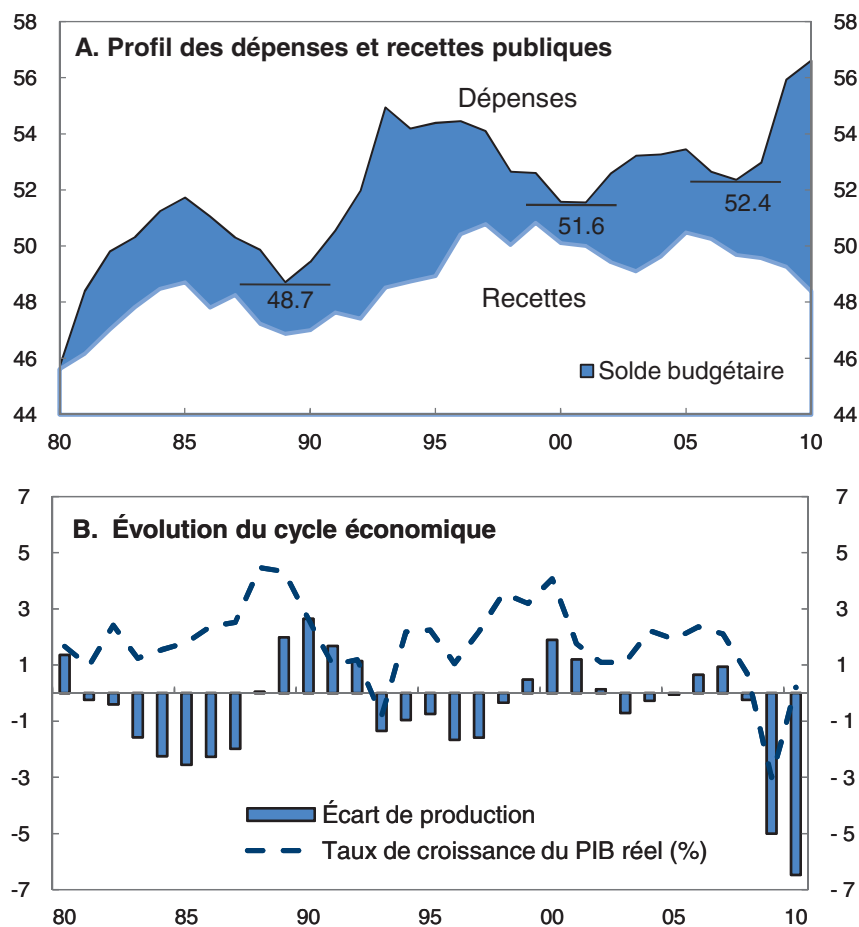 A. Profil des dépenses et recettes publiques
58 58
56 56
54 54
52 52
50 50
48 48
46 46
44 44
Dépenses
48.7
51.6
52.4
Recettes
Solde budgétaire
80 85 90 95 00 05 10
B. Évolution du cycle économique
7 7
5 5
3 3
1 1
-1 -1
-3 -3
-5 - 5
-7 - 7
Écart de production
Taux de croissance du PIB réel (%)
80 85 90 95 00 05 10